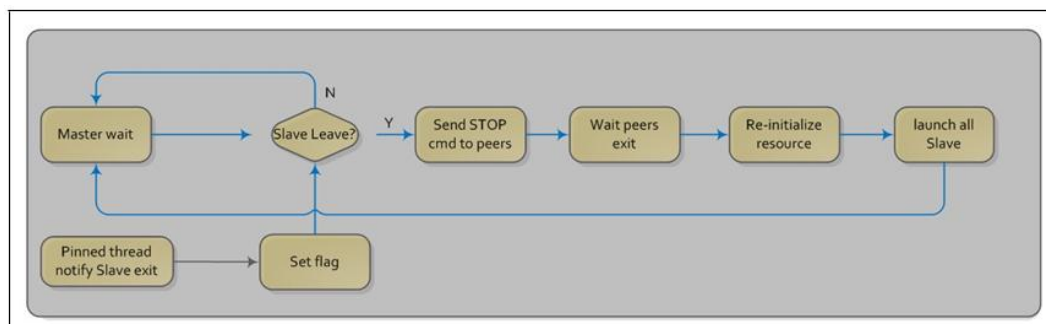 N
Master wait
Slave Leave?
Y
Send STOP
cmd to peers
Wait peers
exit
Re-initialize
resource
launch all
Slave
Pinned thread
notify Slave exit
Set flag